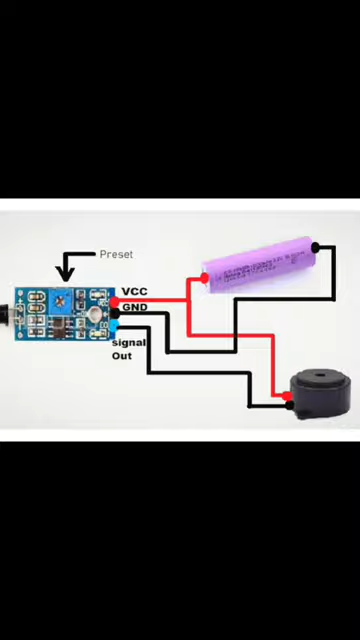 Preset
VCC
GND
signal
Out